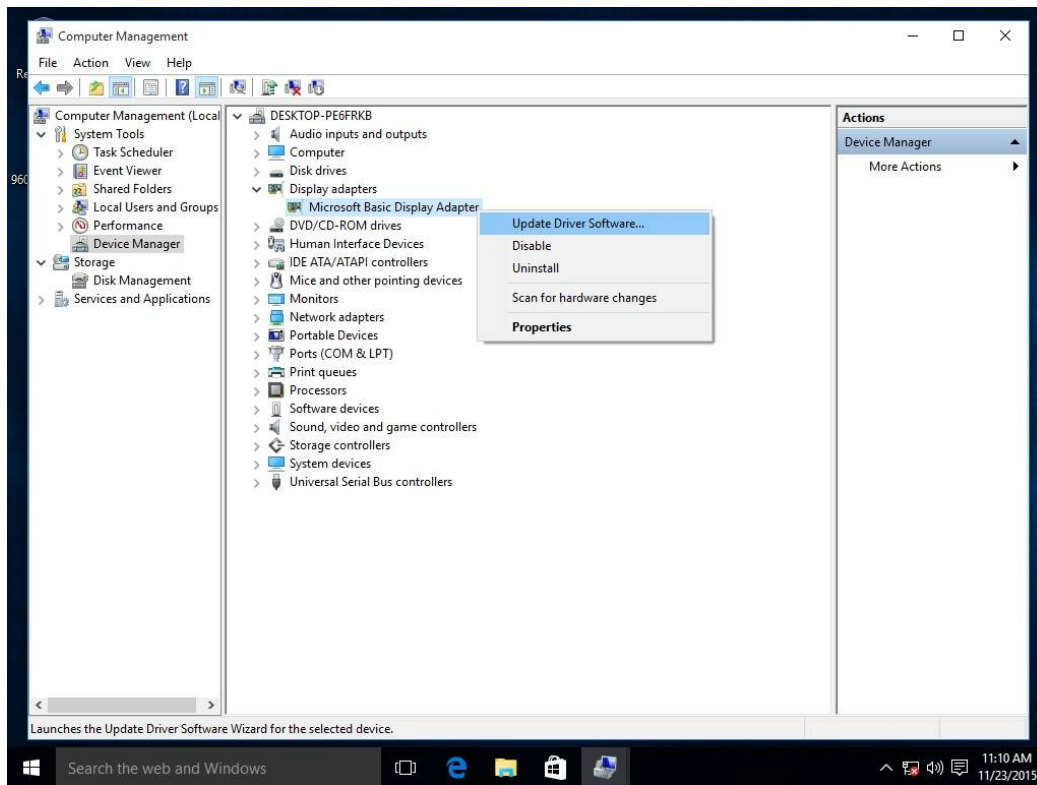 Re
960
Computer Management
File Action View Help
Computer Management (Local
System Tools
Task Scheduler
Event Viewer
Shared Folders
Local Users and Groups
Performance
Device Manager
Storage
Disk Management
Services and Applications
DESKTOP-PE6FRKB
Audio inputs and outputs
Computer
Disk drives
Display adapters
Microsoft Basic Display Adapter
DVD/CD-ROM drives
Human Interface Devices
IDE ATA/ATAPI controllers
Mice and other pointing devices
Monitors
Network adapters
Portable Devices
Ports (COM & LPT)
Print queues
Processors
Software devices
Sound, video and game controllers
Storage controllers
System devices
Universal Serial Bus controllers
Update Driver Software...
Disable
Uninstall
Scan for hardware changes
Properties
Actions
Device Manager
More Actions
Launches the Update Driver Software Wizard for the selected device.
Search the web and Windows
11:10 AM
11/23/2015